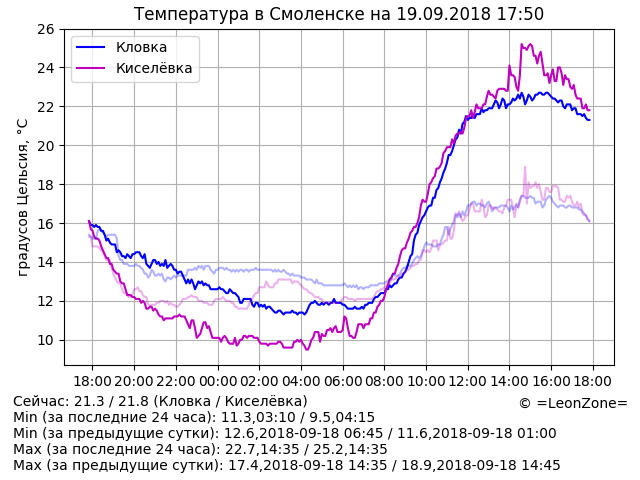 Температура в Смоленске на 19.09.2018 17:50
градусов Цельсия, °C
26
24
22
20
18
16
14
12
10
Кловка
Киселёвка
18:00 20:00 22:00 00:00 02:00 04:00 06:00 08:00 10:00 12:00 14:00 16:00 18:00
Сейчас: 21.3 / 21.8 (Кловка / Киселёвка)
© =LeonZone=
Min (за последние 24 часа): 11.3,03:10 / 9.5,04:15
Min (за предыдущие сутки): 12.6,2018-09-18 06:45 / 11.6,2018-09-18 01:00
Max (за последние 24 часа): 22.7,14:35 / 25.2,14:35
Max (за предыдущие сутки): 17.4,2018-09-18 14:35 / 18.9,2018-09-18 14:45